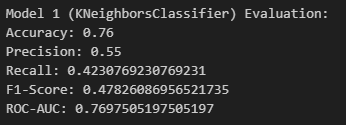 Model 1 (KNeighborsClassifier) Evaluation:
Accuracy: 0.76
Precision: 0.55
Recall: 0.4230769230769231
F1-Score: 0.47826086956521735
ROC-AUC: 0.7697505197505197